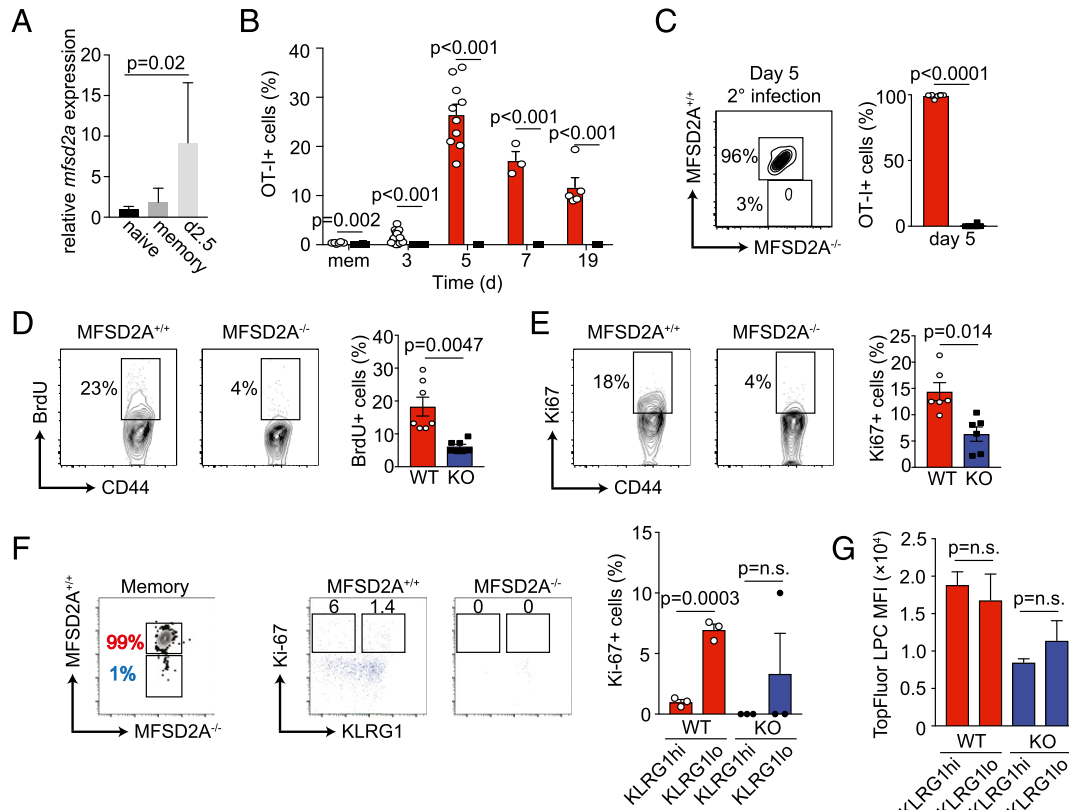 A
relative mfsd2a expression
20
15
10
5
0
p=0.02
naive
memory
d2.5
B
OT-I+ cells (%)
40
30
20
10
0
p=0.002
p<0.001
p<0.001
p<0.001
p<0.001
mem
3
5
7
19
Time (d)
C
Day 5
2° infection
MFSD2A+/+
96%
3%
MFSD2A-/-
OT-I+ cells (%)
100
50
0
p<0.0001
day 5
D
MFSD2A+/+
MFSD2A-/-
BrdU
23%
4%
CD44
BrdU+ cells (%)
40
30
20
10
0
p=0.0047
WT KO
E
MFSD2A+/+
MFSD2A-/-
Ki67
18%
4%
CD44
Ki67+ cells (%)
25
20
15
10
5
0
p=0.014
WT KO
F
Memory
MFSD2A+/+
99%
1%
MFSD2A-/-
MFSD2A+/+
MFSD2A-/-
6 1.4
0 0
Ki-67
KLRG1
Ki-67+ cells (%)
15
10
5
0
p=0.0003
p=n.s.
WT KO
KLRG1hi
KLRG1lo
KLRG1hi
KLRG1lo
G
TopFluor LPC MFI (×10⁴)
2.5
2.0
1.5
1.0
0.5
0
p=n.s.
p=n.s.
WT KO
KLRG1hi
KLRG1lo
KLRG1hi
KLRG1lo